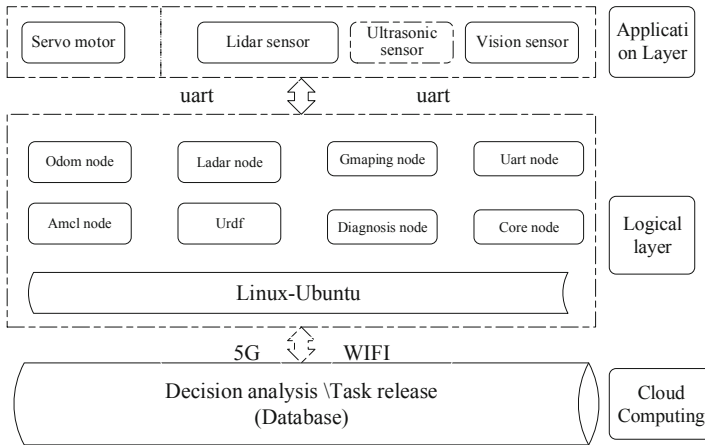 Servo motor
Lidar sensor
Ultrasonic
sensor
Vision sensor
Applicati
on Layer
uart
uart
Odom node
Ladar node
Gmaping node
Uart node
Amcl node
Urdf
Diagnosis node
Core node
Logical
layer
Linux-Ubuntu
5G
WIFI
Decision analysis \Task release
(Database)
Cloud
Computing